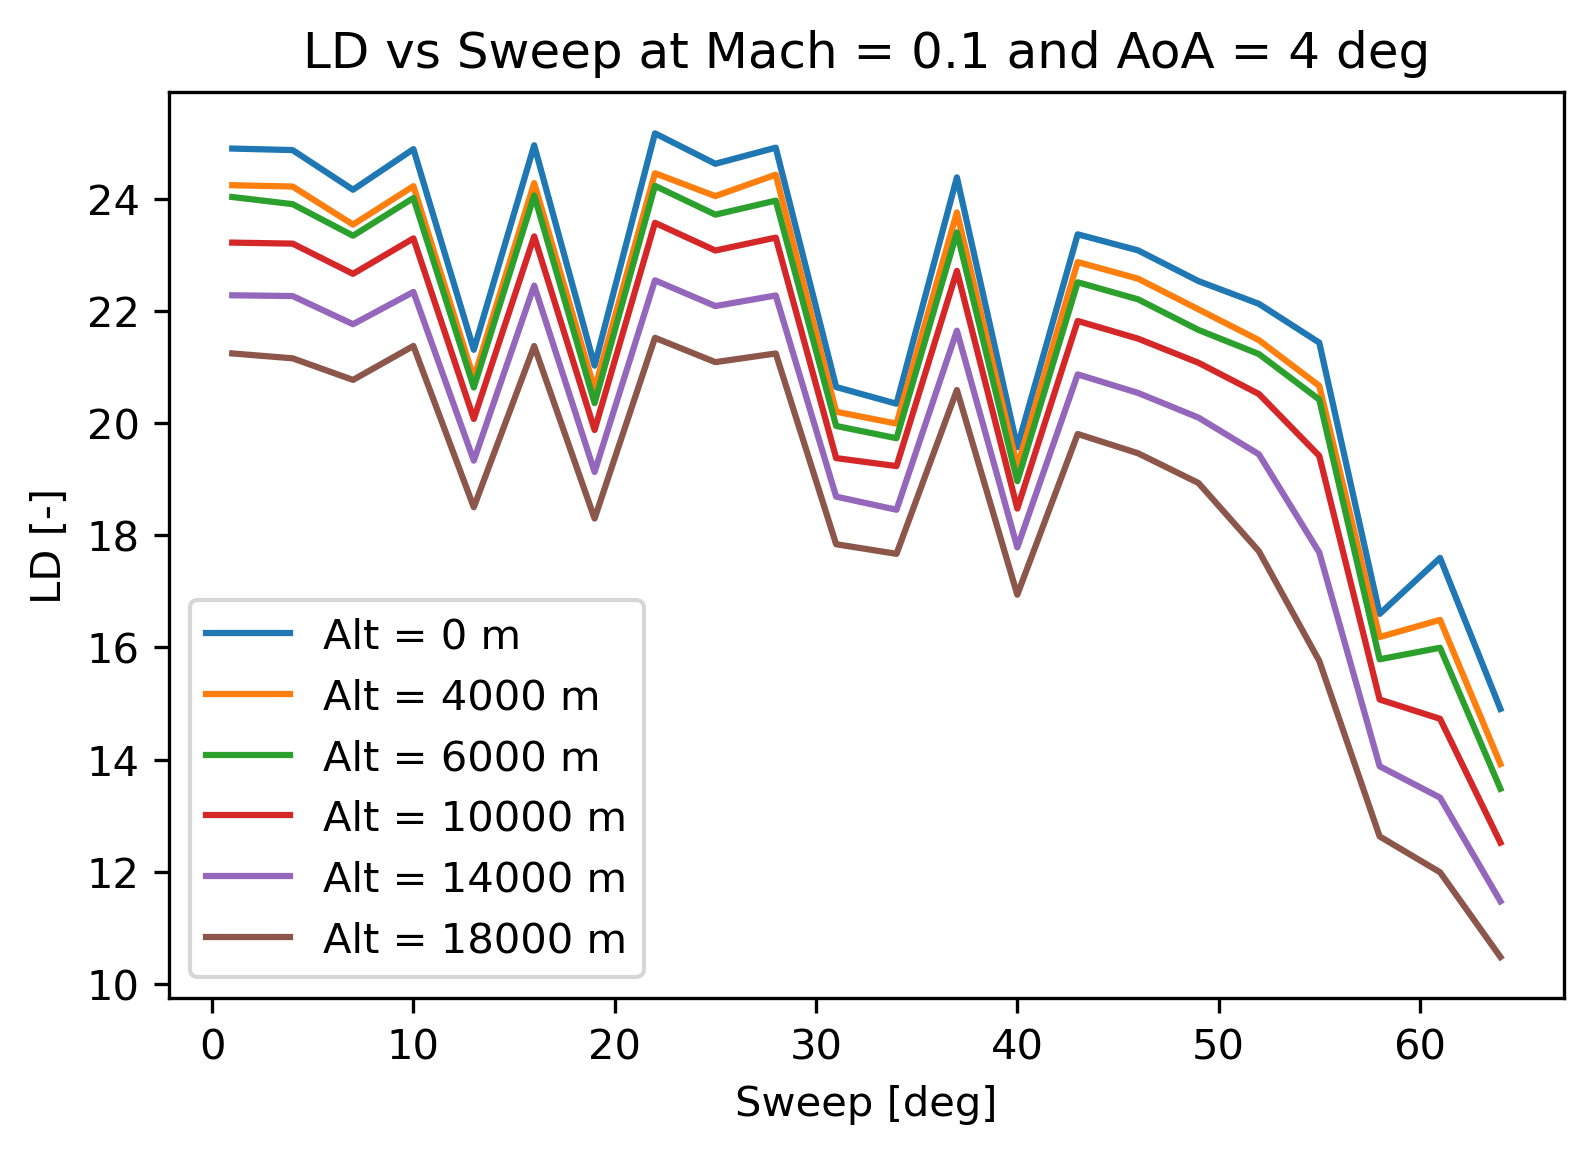 LD vs Sweep at Mach = 0.1 and AoA = 4 deg
LD [-]
24
22
20
18
16
14
12
10
Alt = 0 m
Alt = 4000 m
Alt = 6000 m
Alt = 10000 m
Alt = 14000 m
Alt = 18000 m
0 10 20 30 40 50 60
Sweep [deg]